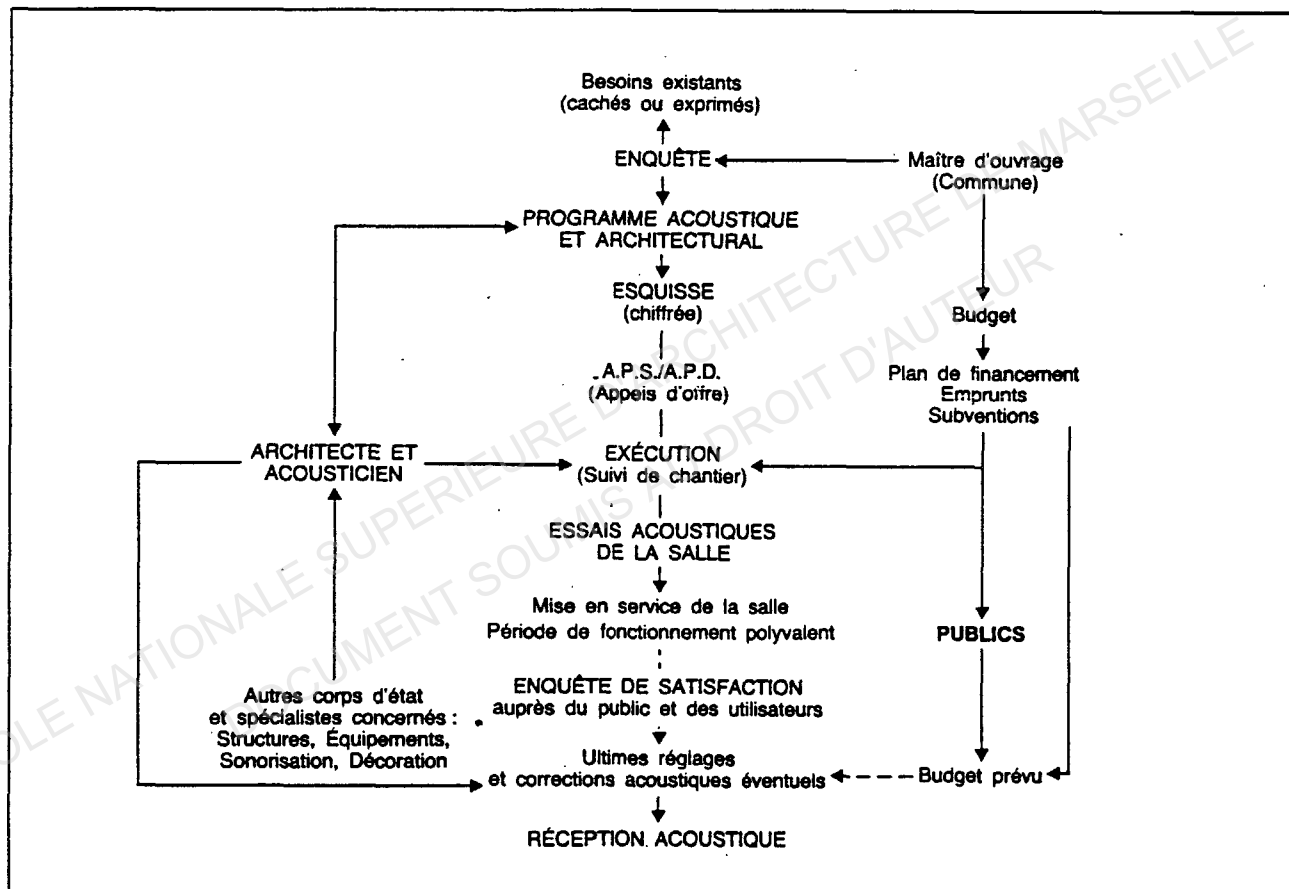 Besoins existants
(cachés ou exprimés)
ENQUÊTE
Maître d'ouvrage
(Commune)
PROGRAMME ACOUSTIQUE
ET ARCHITECTURAL
ESQUISSE
(chiffrée)
Budget
A.P.S./A.P.D.
(Appels d'offre)
Plan de financement
Emprunts
Subventions
ARCHITECTE ET
ACOUSTICIEN
EXÉCUTION
(Suivi de chantier)
ESSAIS ACOUSTIQUES
DE LA SALLE
Mise en service de la salle
Période de fonctionnement polyvalent
PUBLICS
ENQUÊTE DE SATISFACTION
auprès du public et des utilisateurs
Autres corps d'état
et spécialistes concernés :
Structures, Équipements,
Sonorisation, Décoration
Ultimes réglages
et corrections acoustiques éventuels
Budget prévu
RÉCEPTION ACOUSTIQUE
OLE NATIONALE SUPERIEURE D'ARCHITECTURE DE MARSEILLE
DOCUMENT SOUMIS AU DROIT D'AUTEUR